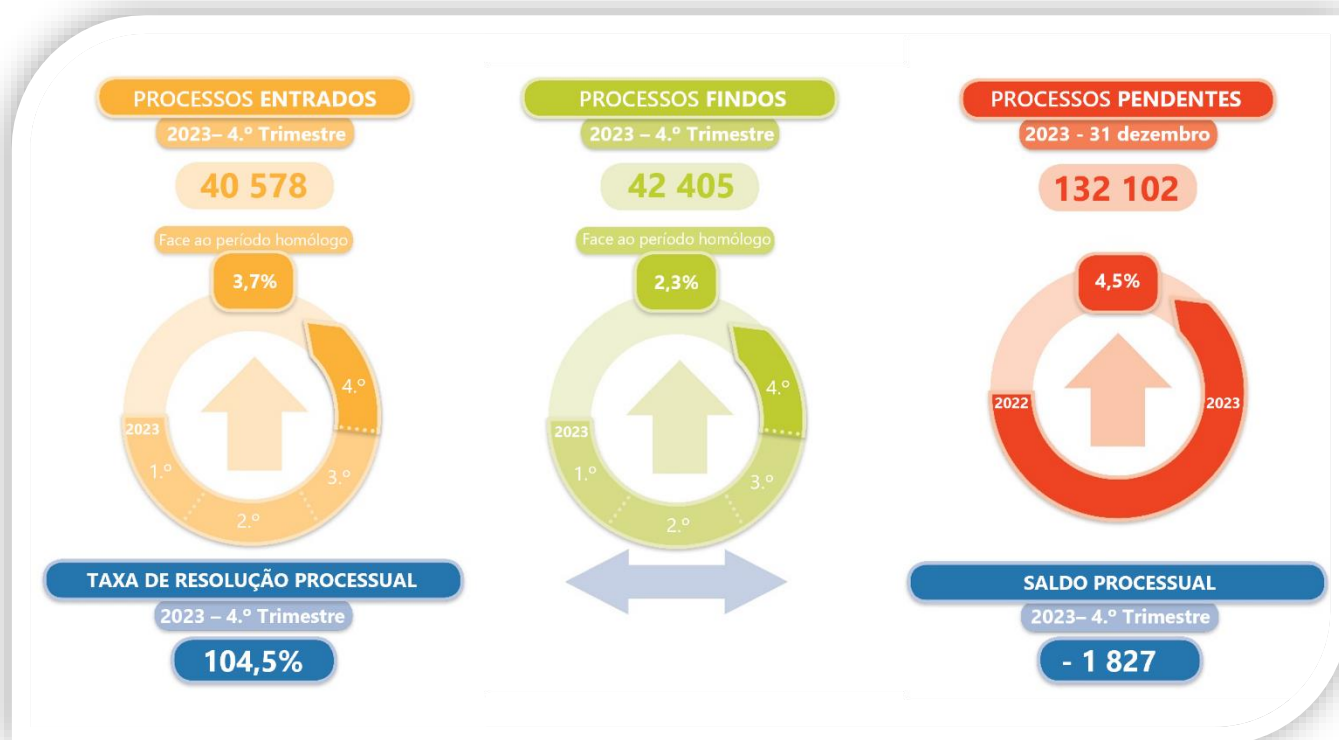 PROCESSOS ENTRADOS
2023– 4.º Trimestre
40 578
Face ao período homólogo
3,7%
4.º
2023
1.º
3.º
2.º
TAXA DE RESOLUÇÃO PROCESSUAL
2023 – 4.º Trimestre
104,5%
PROCESSOS FINDOS
2023 – 4.º Trimestre
42 405
Face ao período homólogo
2,3%
4.º
2023
1.º
3.º
2.º
PROCESSOS PENDENTES
2023 - 31 dezembro
132 102
4,5%
2022
2023
SALDO PROCESSUAL
2023– 4.º Trimestre
- 1 827